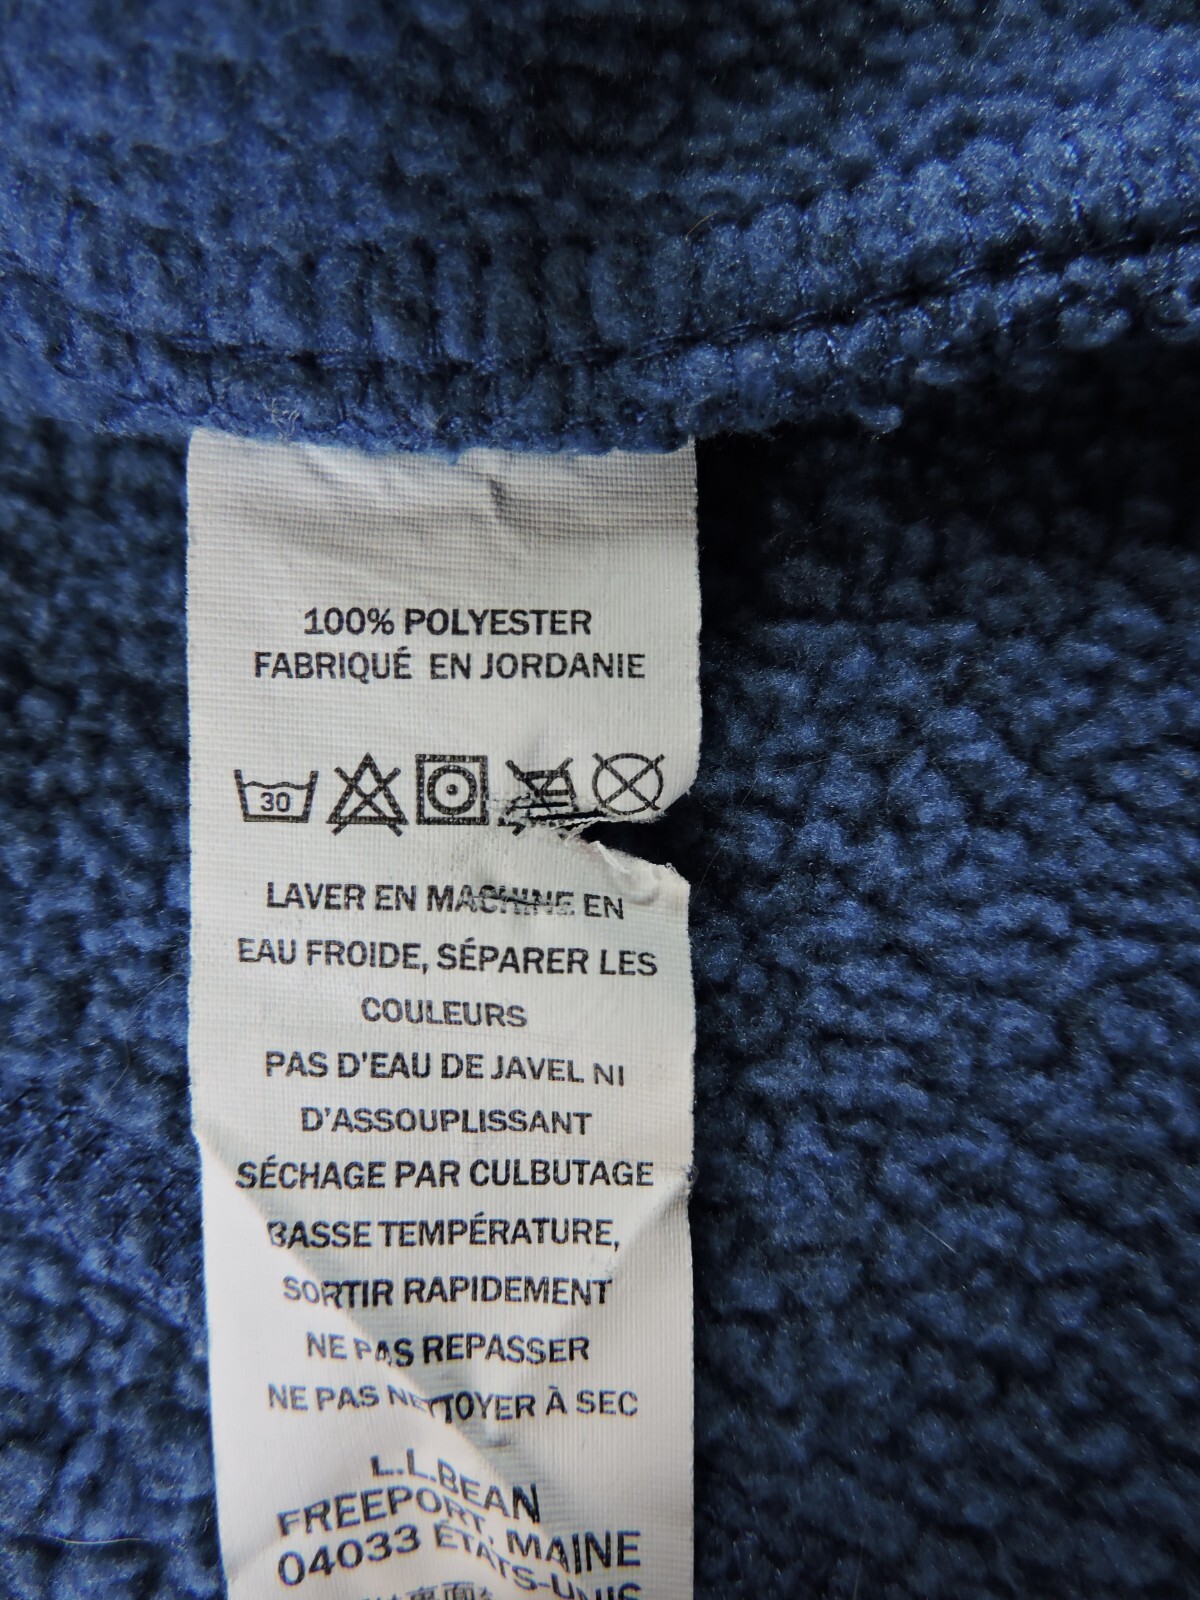 100% POLYESTER
FABRIQUÉ EN JORDANIE
30
LAVER EN MACHINE EN
EAU FROIDE, SÉPARER LES
COULEURS
PAS D'EAU DE JAVEL NI
D'ASSOUPLISSANT
SÉCHAGE PAR CULBUTAGE
BASSE TEMPÉRATURE,
SORTIR RAPIDEMENT
NE PAS REPASSER
NE PAS NETTOYER À SEC
L.L.BEAN
FREEPORT, MAINE
04033 ÉTATS-UNIS